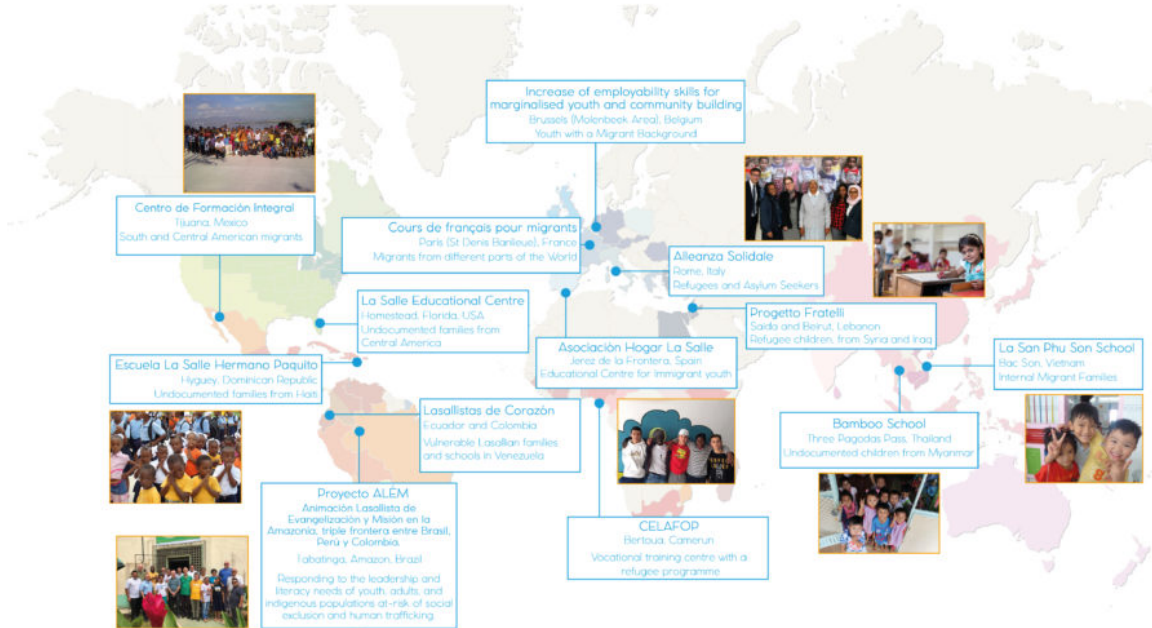 Increase of employability skills for
marginalised youth and community building
Brussels (Molenbeek Area), Belgium
Youth with a Migrant Background
Centro de Formación Integral
Tijuana, Mexico
South and Central American migrants
Cours de français pour migrants
Paris (St Denis Banlieue), France
Migrants from different parts of the World
Alleanza Solidale
Rome, Italy
Refugees and Asylum Seekers
La Salle Educational Centre
Homestead, Florida, USA
Undocumented families from
Central America
Progetto Fratelli
Saida and Beirut, Lebanon
Refugee children, from Syria and Iraq
Asociación Hogar La Salle
Jerez de la Frontera, Spain
Educational Centre for Immigrant youth
La San Phu Son School
Bac Son, Vietnam
Internal Migrant Families
Escuela La Salle Hermano Paquito
Hyguey, Dominican Republic
Undocumented families from Haiti
Lasallistas de Corazón
Ecuador and Colombia
Vulnerable Lasallian families
and schools in Venezuela
Bamboo School
Three Pagodas Pass, Thailand
Undocumented children from Myanmar
Proyecto ALÉM
Animación Lasallista de
Evangelización y Misión en la
Amazonía, triple frontera entre Brasil,
Perú y Colombia.
Tabatinga, Amazon, Brazil
Responding to the leadership and
literacy needs of youth, adults, and
indigenous populations at-risk of social
exclusion and human trafficking
CELAFOP
Bertoua, Camerun
Vocational training centre with a
refugee programme